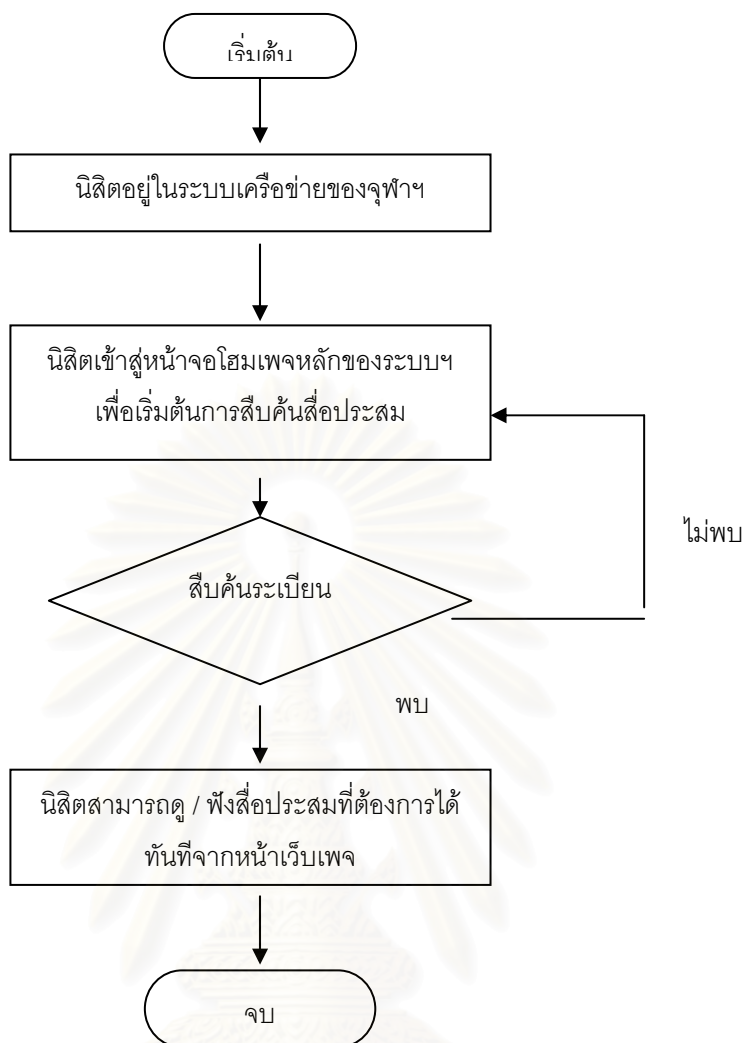 เริ่มต้น
นิสิตอยู่ในระบบเครือข่ายของจุฬาฯ
นิสิตเข้าสู่หน้าจอโฮมเพจหลักของระบบฯ
เพื่อเริ่มต้นการสืบค้นสื่อประสม
ไม่พบ
สืบค้นระเบียน
พบ
นิสิตสามารถดู / ฟังสื่อประสมที่ต้องการได้
ทันทีจากหน้าเว็บเพจ
จบ